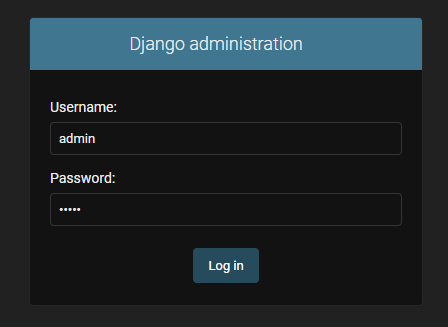 Django administration
Username:
admin
Password:
•••••
Log in